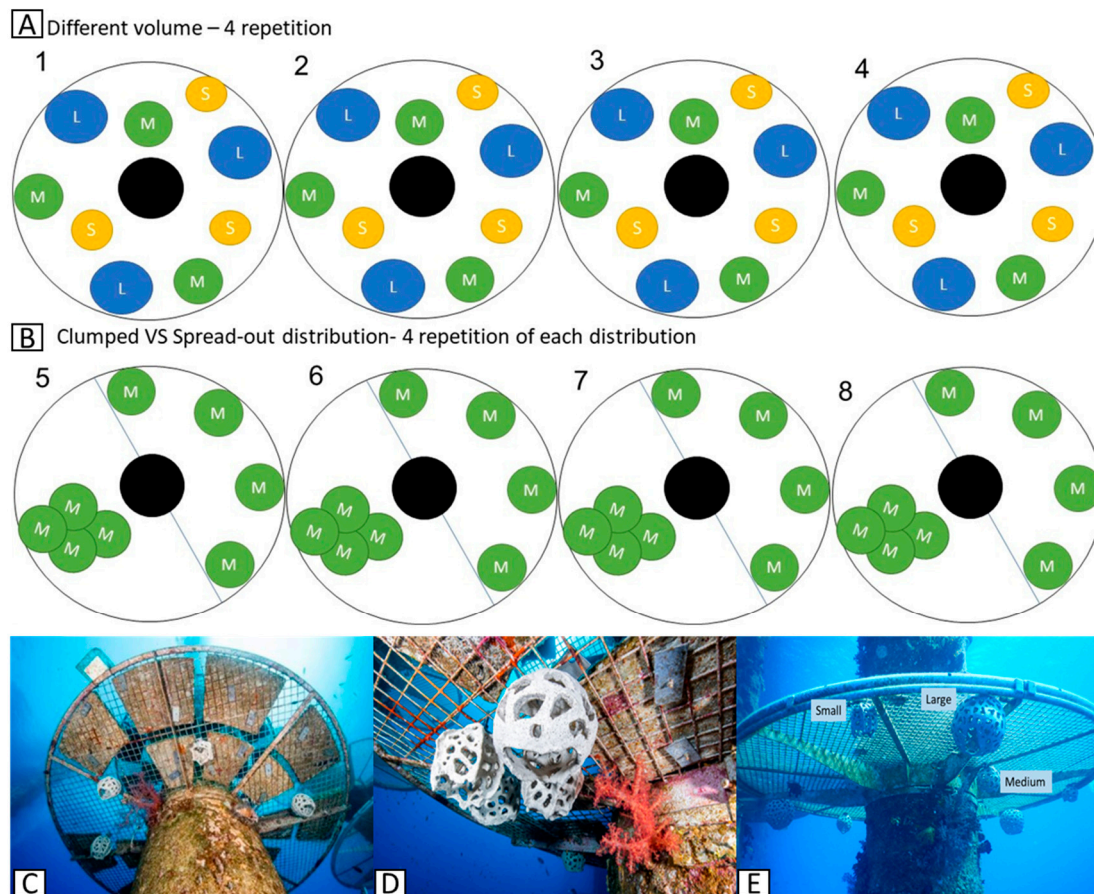 A Different volume – 4 repetition
1 2 3 4
S S S S
L L L L
M M M M
L L L L
M M M M
S S S S S S S S
L M L M L M L M
B Clumped VS Spread-out distribution- 4 repetition of each distribution
5 6 7 8
M M M M
M M M M
M M M M
M M M M
M M M M M M M M
M M M M
M M M M
Small Large
Medium
C D E